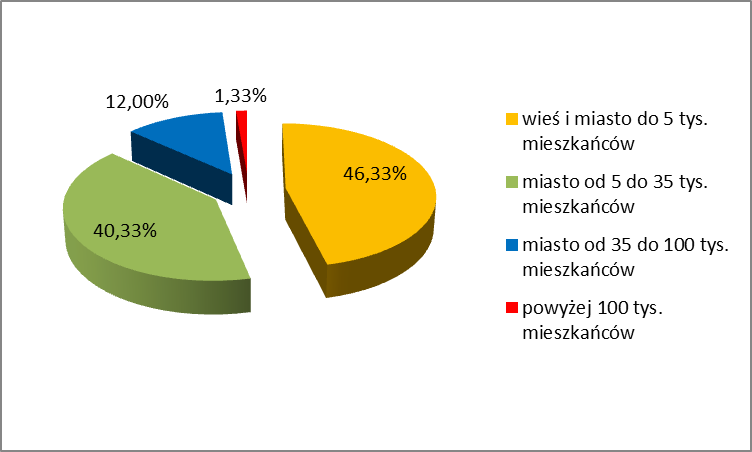 1,33%
12,00%
46,33%
40,33%
wieś i miasto do 5 tys.
mieszkańców
miasto od 5 do 35 tys.
mieszkańców
miasto od 35 do 100 tys.
mieszkańców
powyżej 100 tys.
mieszkańców